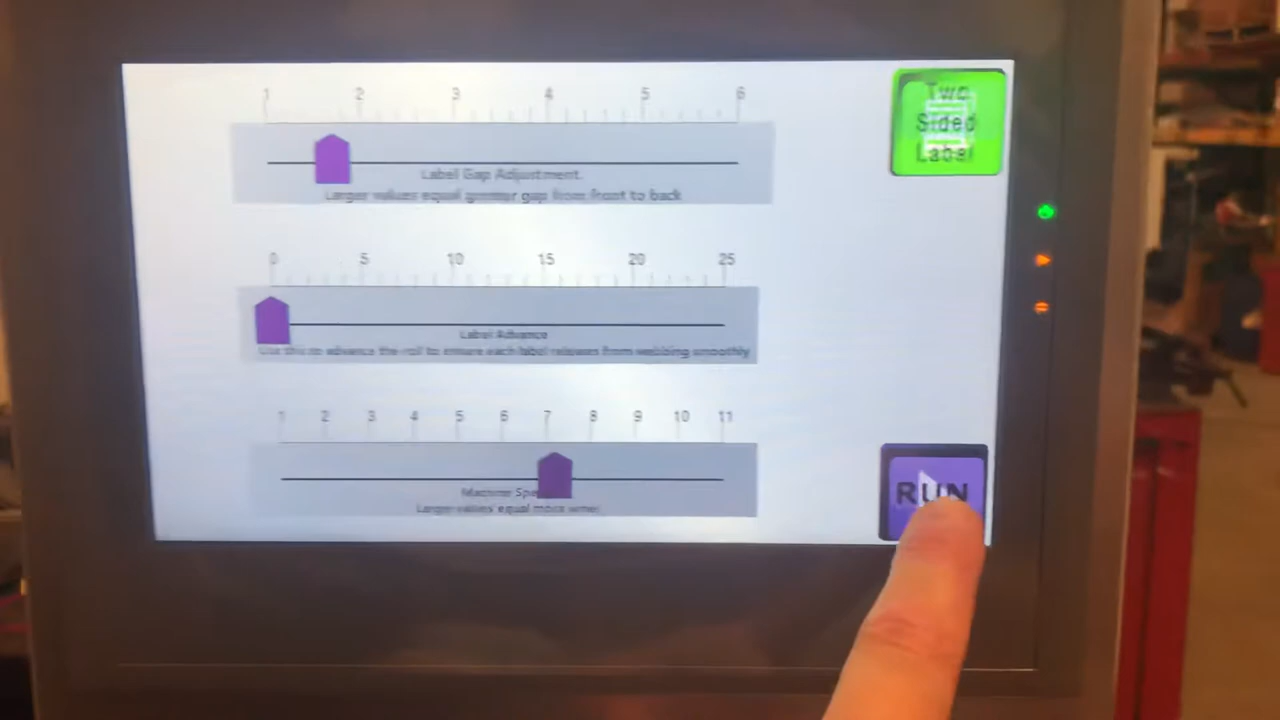 1 2 3 4 5 6
Two
Sided
Label
Label Gap Adjustment
Larger values equal greater gap from front to back
0 5 10 15 20 25
Label Advance
Use this to advance the roll to ensure each label releases from webbing smoothly
1 2 3 4 5 6 7 8 9 10 11
Machine Spe
RUN
Larger values equal more